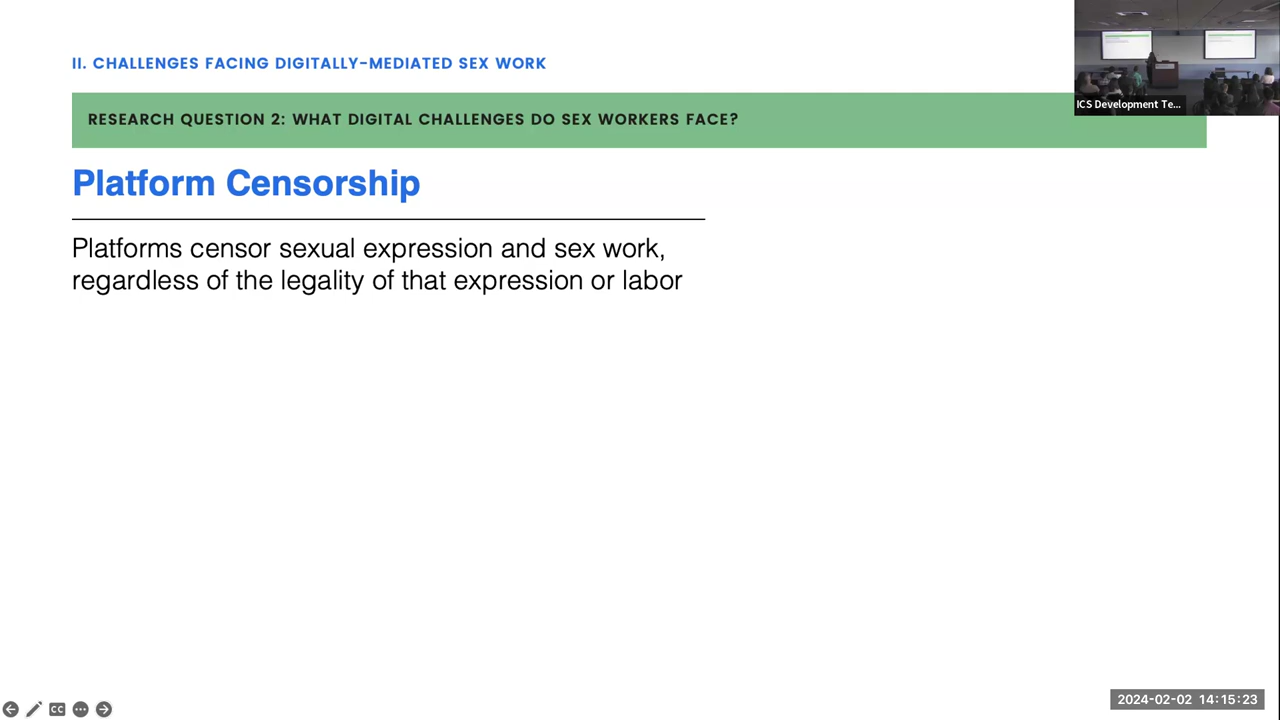 II. CHALLENGES FACING DIGITALLY-MEDIATED SEX WORK
RESEARCH QUESTION 2: WHAT DIGITAL CHALLENGES DO SEX WORKERS FACE?
ICS Development Te...
Platform Censorship
Platforms censor sexual expression and sex work,
regardless of the legality of that expression or labor
CC
2024-02-02 14:15:23